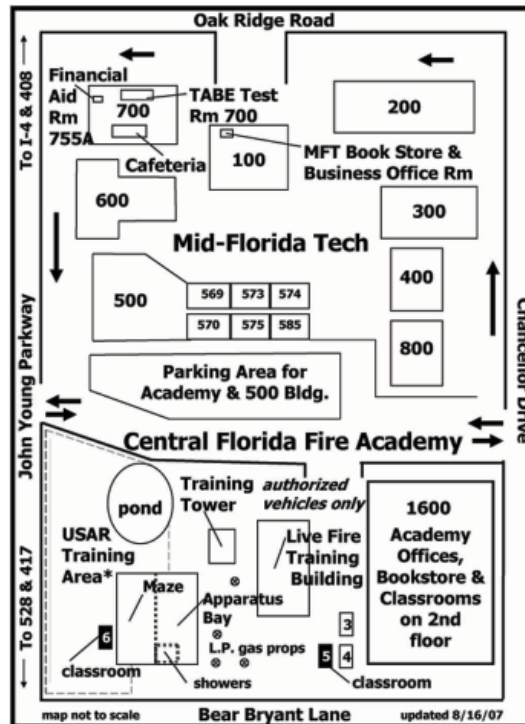 Oak Ridge Road
To I-4 & 408
Financial
Aid
Rm
755A
700
TABE Test
Rm 700
Cafeteria
100
200
MFT Book Store &
Business Office Rm
600
300
Mid-Florida Tech
400
500
569 573 574
570 575 585
800
Chancellor Drive
John Young Parkway
Parking Area for
Academy & 500 Bldg.
Central Florida Fire Academy
pond
Training
Tower
authorized
vehicles only
USAR
Training
Area*
Live Fire
Training
Building
1600
Academy
Offices,
Bookstore &
Classrooms
on 2nd
floor
Maze
Apparatus
Bay
3
6
classroom
L.P. gas props
5
4
showers
classroom
To 528 & 417
map not to scale
Bear Bryant Lane
updated 8/16/07